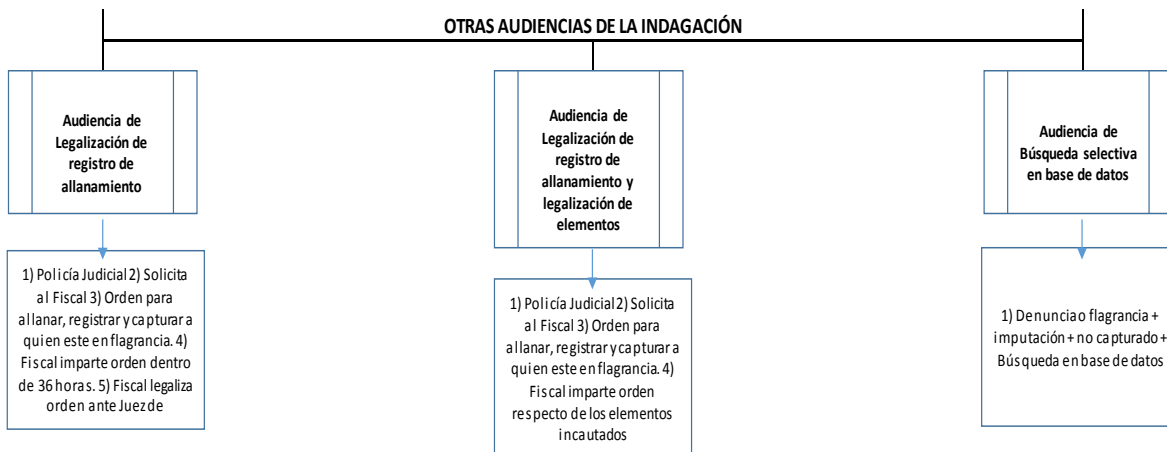 OTRAS AUDIENCIAS DE LA INDAGACIÓN
Audiencia de
Legalización de
registro de
allanamiento
1) Policía Judicial 2) Solicita
al Fiscal 3) Orden para
allanar, registrar y capturar a
quien este en flagrancia. 4)
Fiscal imparte orden dentro
de 36 horas. 5) Fiscal legaliza
orden ante Juez de
Audiencia de
Legalización de
registro de
allanamiento y
legalización de
elementos
1) Policía Judicial 2) Solicita
al Fiscal 3) Orden para
allanar, registrar y capturar a
quien este en flagrancia. 4)
Fiscal imparte orden
respecto de los elementos
incautados
Audiencia de
Búsqueda selectiva
en base de datos
1) Denuncia o flagrancia +
imputación + no capturado +
Búsqueda en base de datos